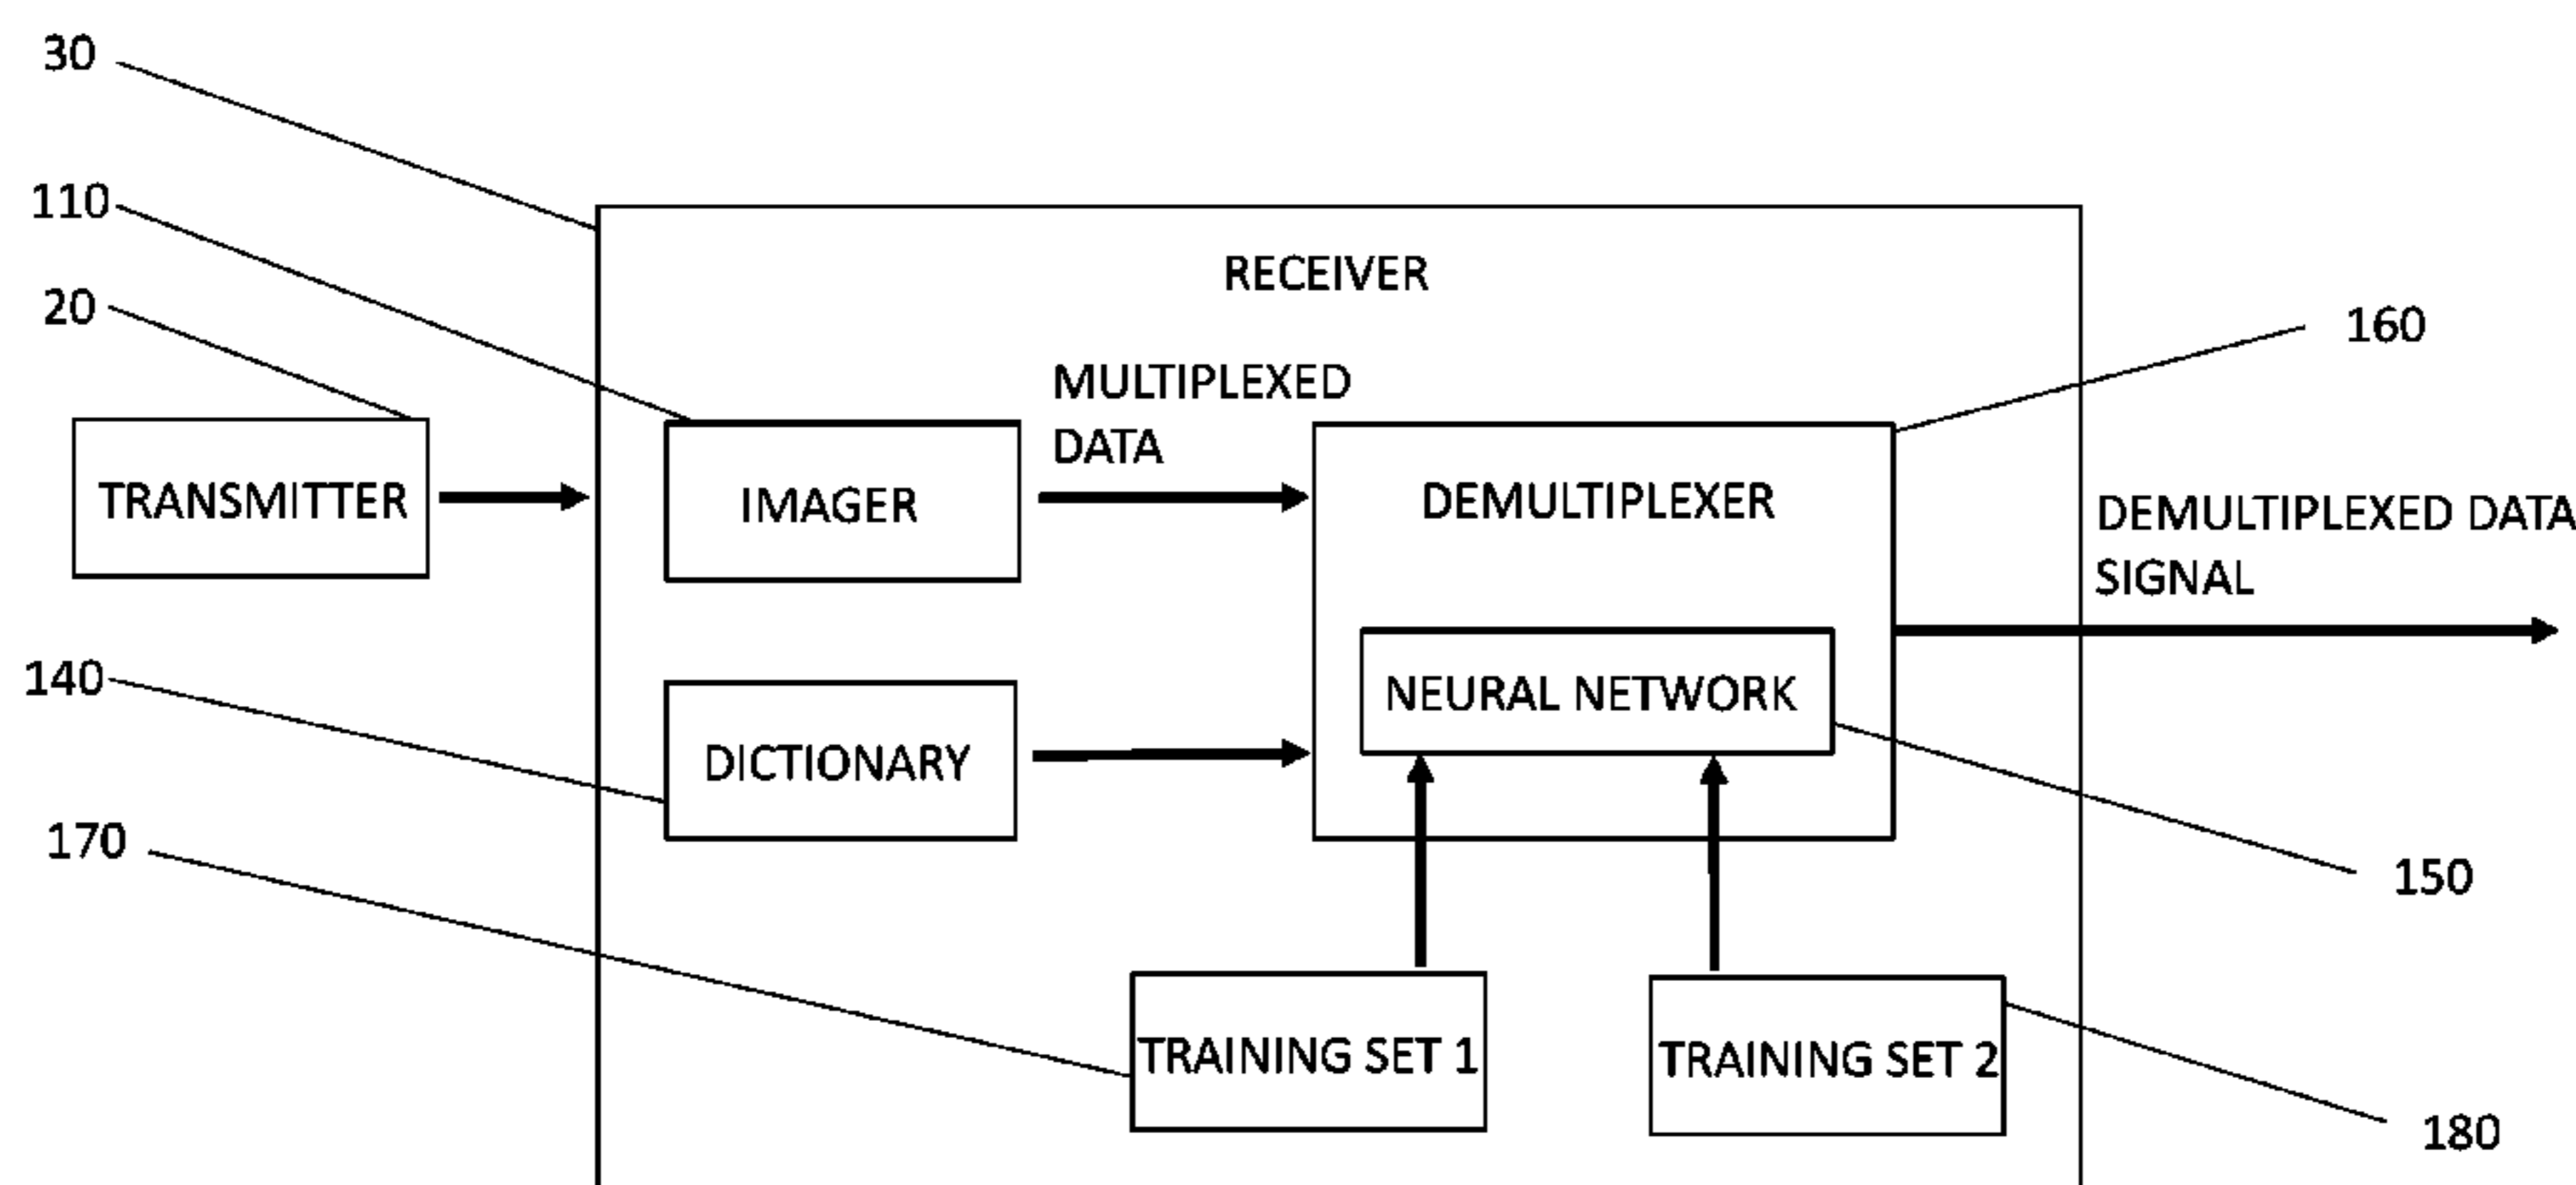 30
110
RECEIVER
20
160
MULTIPLEXED
DATA
TRANSMITTER
IMAGER
DEMULTIPLEXER
DEMULTIPLEXED DATA
SIGNAL
140
NEURAL NETWORK
DICTIONARY
170
150
TRAINING SET 1
TRAINING SET 2
180